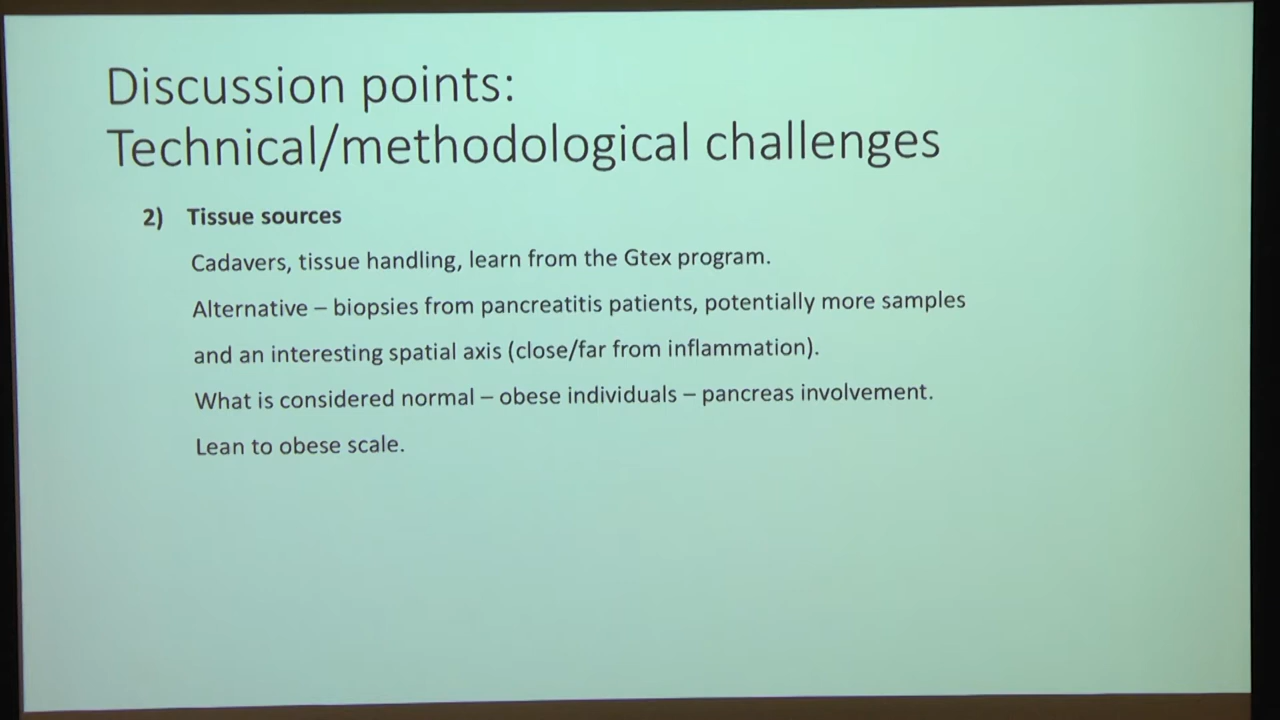 Discussion points:
Technical/methodological challenges
2) Tissue sources
Cadavers, tissue handling, learn from the Gtex program.
Alternative – biopsies from pancreatitis patients, potentially more samples
and an interesting spatial axis (close/far from inflammation).
What is considered normal – obese individuals – pancreas involvement.
Lean to obese scale.